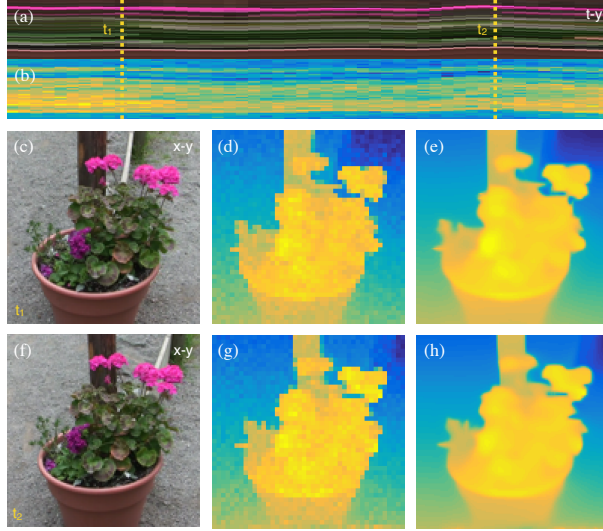 (a)
t-y
t₁
t₂
(b)
(c)
x-y
(d)
(e)
t₁
(f)
x-y
(g)
(h)
t₂